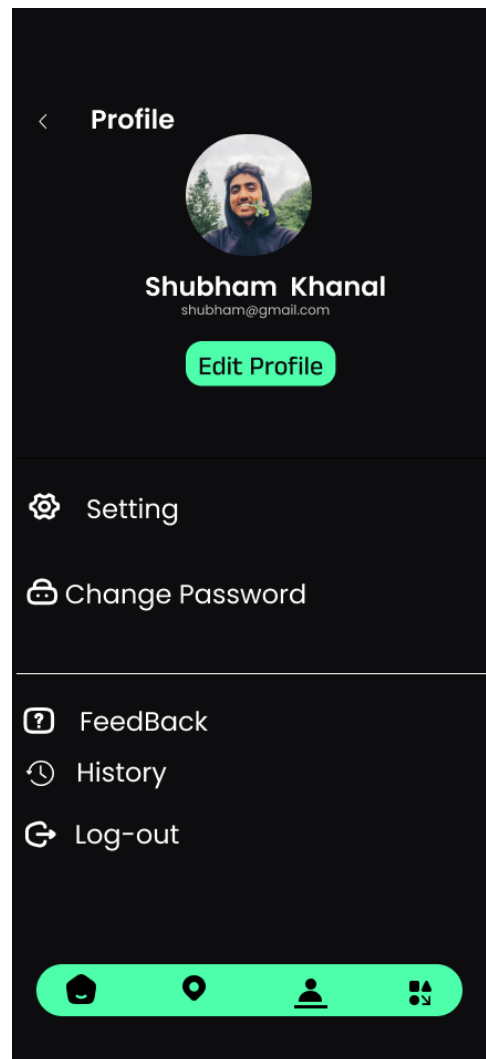 Profile
Shubham Khanal
shubham@gmail.com
Edit Profile
Setting
Change Password
FeedBack
History
Log-out